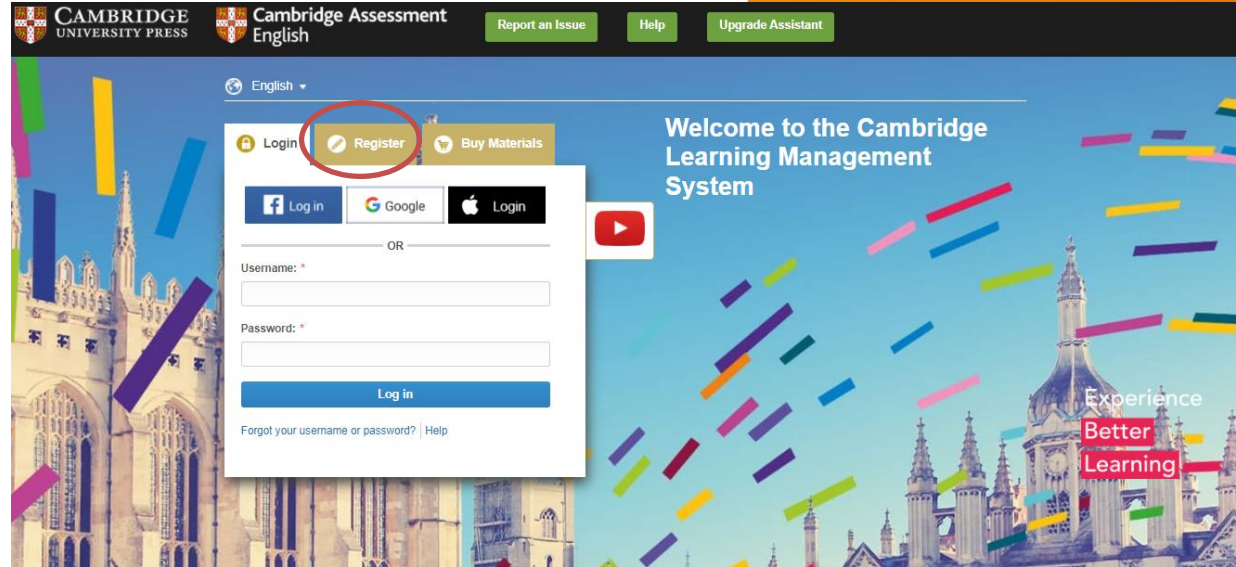 CAMBRIDGE
UNIVERSITY PRESS
Cambridge Assessment
English
Report an Issue
Help
Upgrade Assistant
English
Login
Register
Buy Materials
Welcome to the Cambridge
Learning Management
System
Log in
Google
Login
OR
Username: *
Password: *
Log in
Forgot your username or password? | Help
Experience
Better
Learning